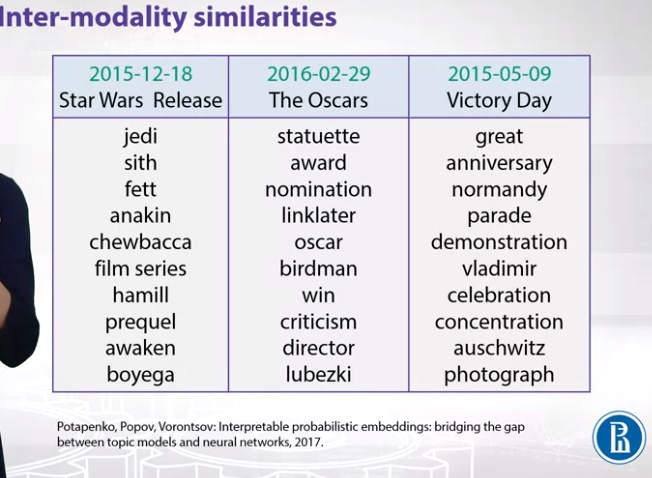 Inter-modality similarities
2015-12-18 2016-02-29 2015-05-09
Star Wars Release The Oscars Victory Day
jedi statuette great
sith award anniversary
fett nomination normandy
anakin linklater parade
chewbacca oscar demonstration
film series birdman vladimir
hamill win celebration
prequel criticism concentration
awaken director auschwitz
boyega lubezki photograph
Potapenko, Popov, Vorontsov: Interpretable probabilistic embeddings: bridging the gap
between topic models and neural networks, 2017.